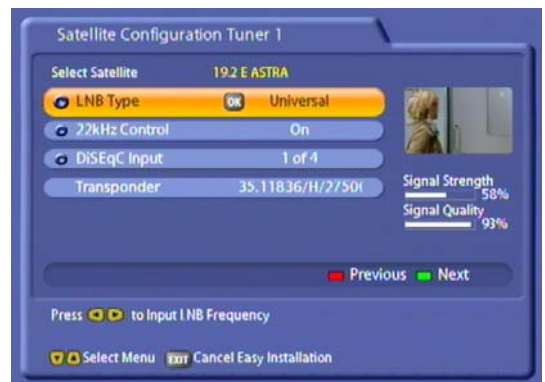 Satellite Configuration Tuner 1
Select Satellite 19.2 E ASTRA
LNB Type OK Universal
22kHz Control On
DiSEqC Input 1 of 4
Transponder 35.11836/H/2750(
Signal Strength
58%
Signal Quality
93%
Previous Next
Press to Input LNB Frequency
Select Menu EXIT Cancel Easy Installation